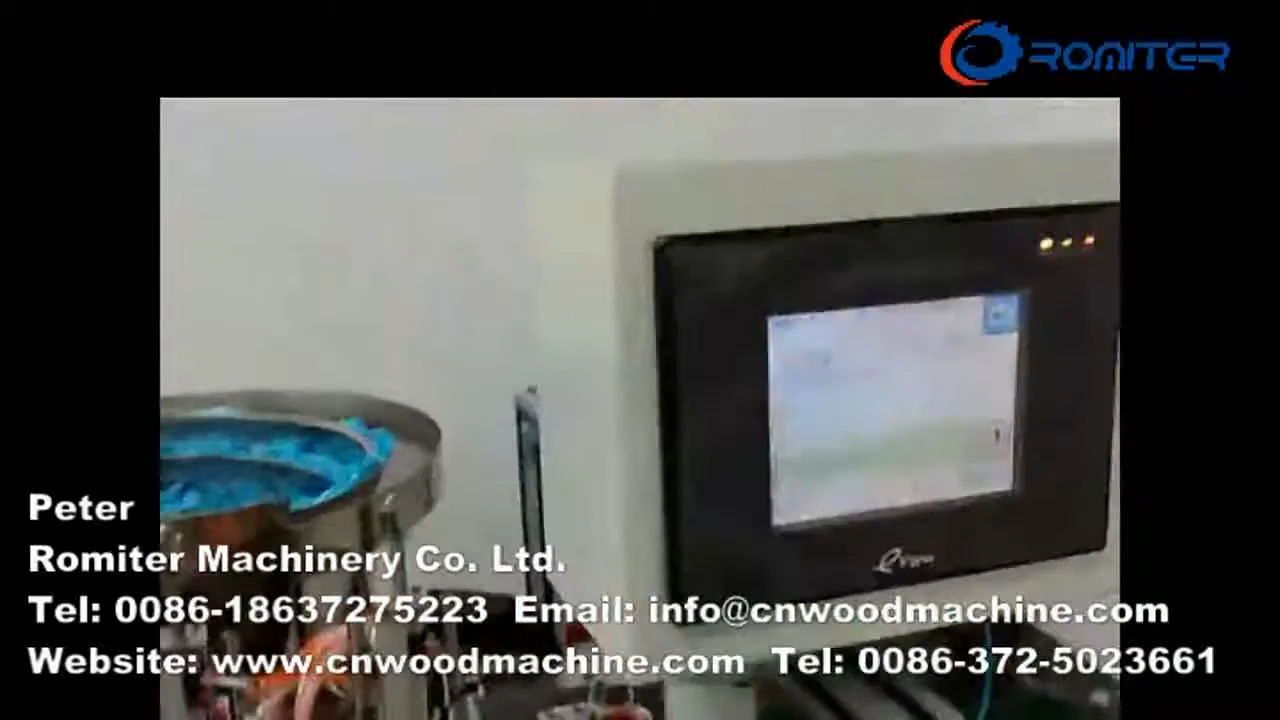 ROMITER
Peter
Romiter Machinery Co. Ltd.
Tel: 0086-18637275223 Email: info@cnwoodmachine.com
Website: www.cnwoodmachine.com Tel: 0086-372-5023661